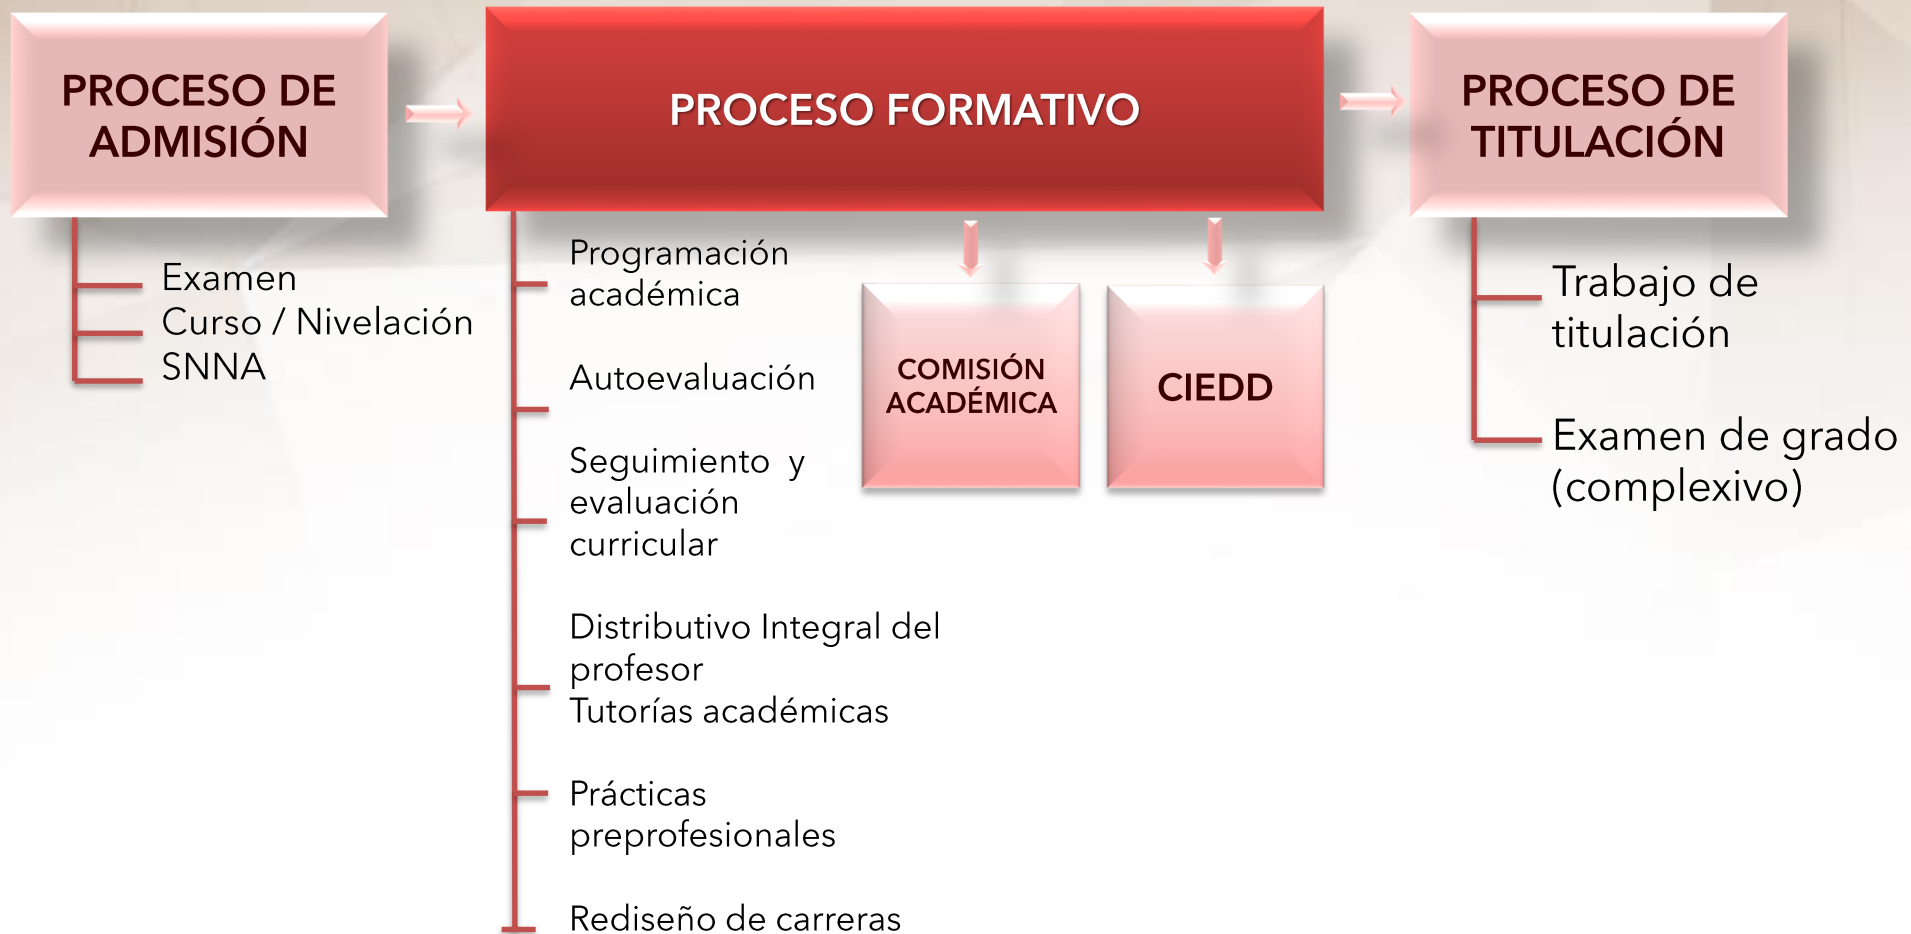 PROCESO DE
ADMISIÓN
Examen
Curso / Nivelación
SNNA
PROCESO FORMATIVO
Programación
académica
Autoevaluación
Seguimiento y
evaluación
curricular
Distributivo Integral del
profesor
Tutorías académicas
Prácticas
preprofesionales
Rediseño de carreras
COMISIÓN
ACADÉMICA
CIEDD
PROCESO DE
TITULACIÓN
Trabajo de
titulación
Examen de grado
(complexivo)